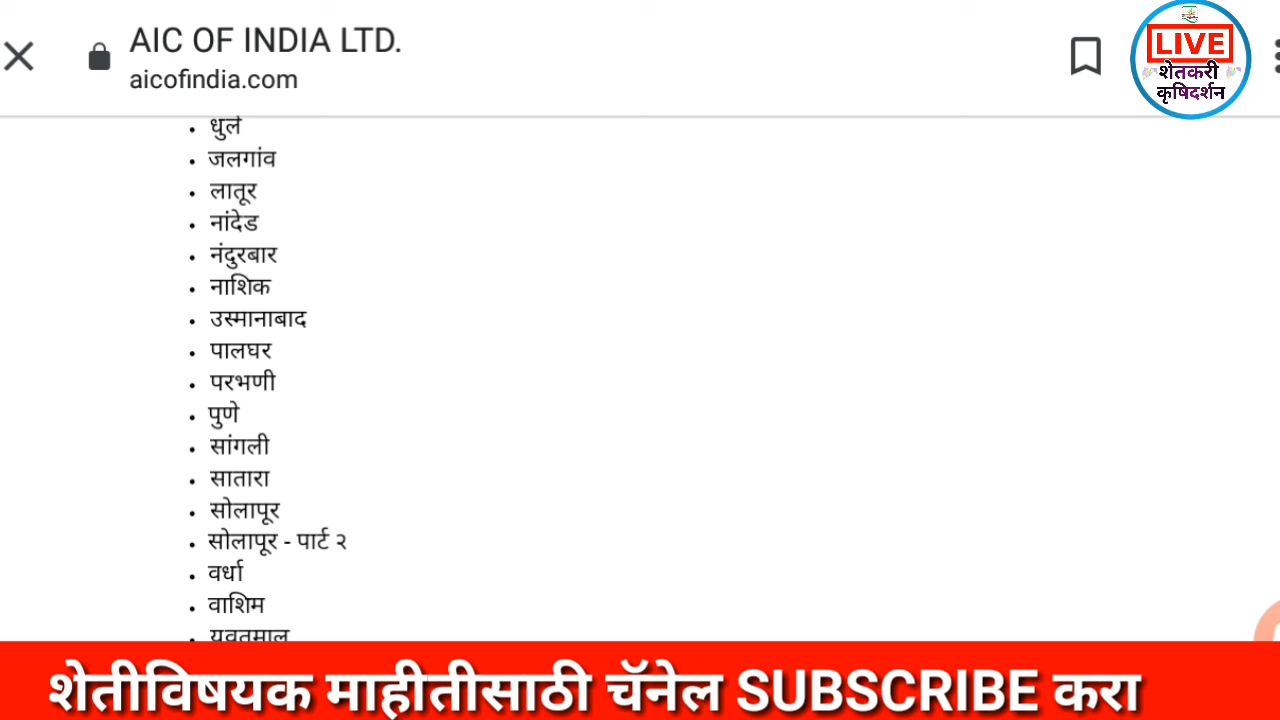 AIC OF INDIA LTD.
aicofindia.com
LIVE
शेतकरी
कृषिदर्शन
• धुले
• जलगांव
• लातूर
• नांदेड
• नंदुरबार
• नाशिक
• उस्मानाबाद
• पालघर
• परभणी
• पुणे
• सांगली
• सातारा
• सोलापूर
• सोलापूर - पार्ट २
• वर्धा
• वाशिम
• यवतमाल
शेतीविषयक माहीतीसाठी चॅनेल SUBSCRIBE करा